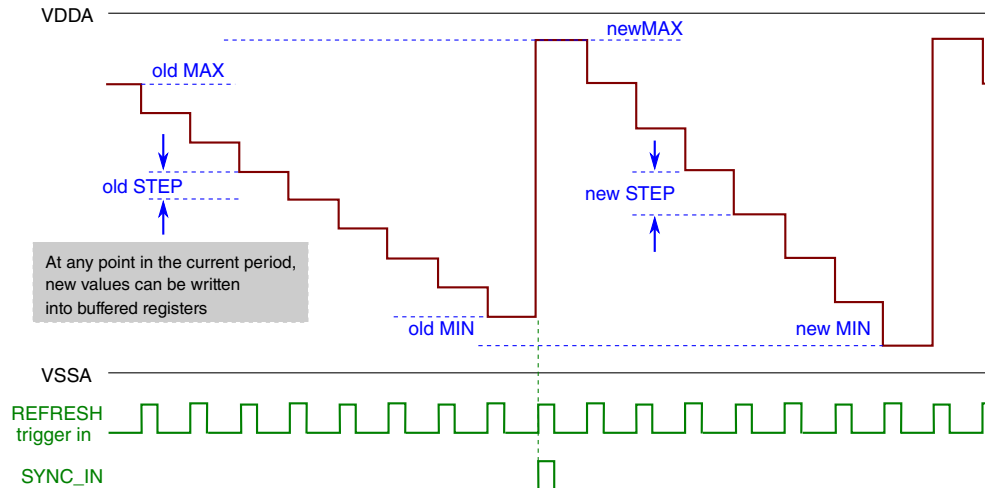 VDDA
newMAX
old MAX
old STEP
new STEP
At any point in the current period,
new values can be written
into buffered registers
old MIN
new MIN
VSSA
REFRESH
trigger in
SYNC_IN